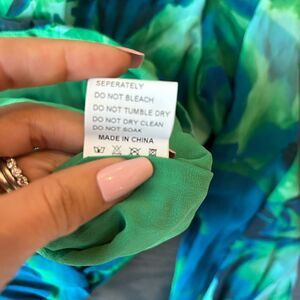 SEPERATELY
DO NOT BLEACH
DO NOT TUMBLE DRY
DO NOT DRY CLEAN
DO NOT SOAK
MADE IN CHINA